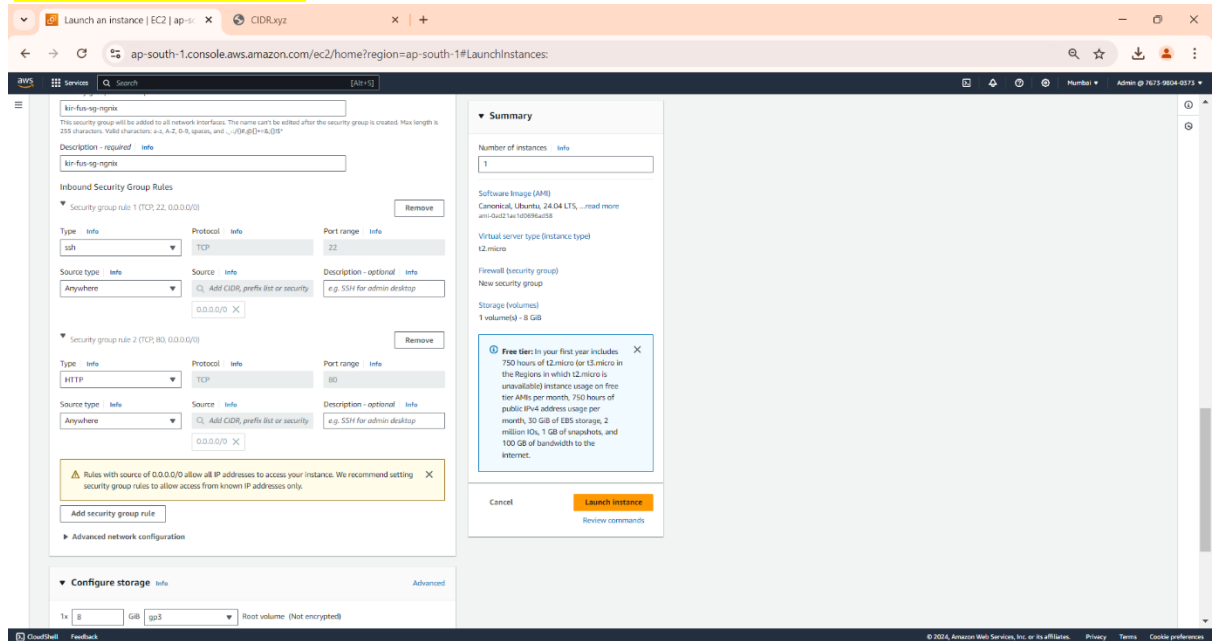 Launch an instance | EC2 | ap-so
CIDR.xyz
ap-south-1.console.aws.amazon.com/ec2/home?region=ap-south-1#LaunchInstances:
aws
Services
Search
[Alt+S]
Mumbai
Admin @ 7673-9804-0373
kir-fus-sg-ngnix
This security group will be added to all network interfaces. The name can't be edited after the security group is created. Max length is
255 characters. Valid characters: a-z, A-Z, 0-9, spaces, and ._-:/()#,@[]+=&;{}!$*
Description - required Info
kir-fus-sg-ngnix
Inbound Security Group Rules
Security group rule 1 (TCP, 22, 0.0.0.0/0)
Remove
Type Info
Protocol Info
Port range Info
ssh
TCP
22
Source type Info
Source Info
Description - optional Info
Anywhere
Add CIDR, prefix list or security
e.g. SSH for admin desktop
0.0.0.0/0
Security group rule 2 (TCP, 80, 0.0.0.0/0)
Remove
Type Info
Protocol Info
Port range Info
HTTP
TCP
80
Source type Info
Source Info
Description - optional Info
Anywhere
Add CIDR, prefix list or security
e.g. SSH for admin desktop
0.0.0.0/0
Rules with source of 0.0.0.0/0 allow all IP addresses to access your instance. We recommend setting
security group rules to allow access from known IP addresses only.
Add security group rule
Advanced network configuration
Configure storage Info
Advanced
1x
8
GiB
gp3
Root volume (Not encrypted)
Summary
Number of instances Info
1
Software Image (AMI)
Canonical, Ubuntu, 24.04 LTS, ...read more
ami-0ad21ae1d0696ad58
Virtual server type (instance type)
t2.micro
Firewall (security group)
New security group
Storage (volumes)
1 volume(s) - 8 GiB
Free tier: In your first year includes
750 hours of t2.micro (or t3.micro in
the Regions in which t2.micro is
unavailable) instance usage on free
tier AMIs per month, 750 hours of
public IPv4 address usage per
month, 30 GiB of EBS storage, 2
million IOs, 1 GB of snapshots, and
100 GB of bandwidth to the
internet.
Cancel
Launch instance
Review commands
CloudShell
Feedback
© 2024, Amazon Web Services, Inc. or its affiliates.
Privacy
Terms
Cookie preferences